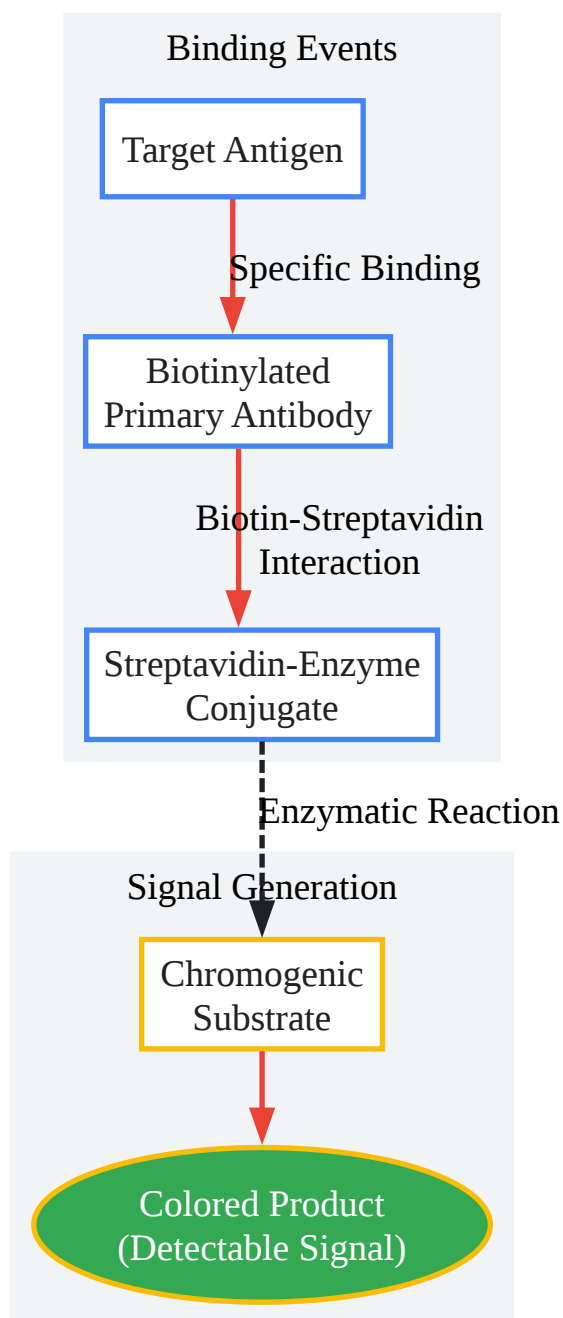 Binding Events
Target Antigen
Specific Binding
Biotinylated
Primary Antibody
Biotin-Streptavidin
Interaction
Streptavidin-Enzyme
Conjugate
Enzymatic Reaction
Signal Generation
Chromogenic
Substrate
Colored Product
(Detectable Signal)